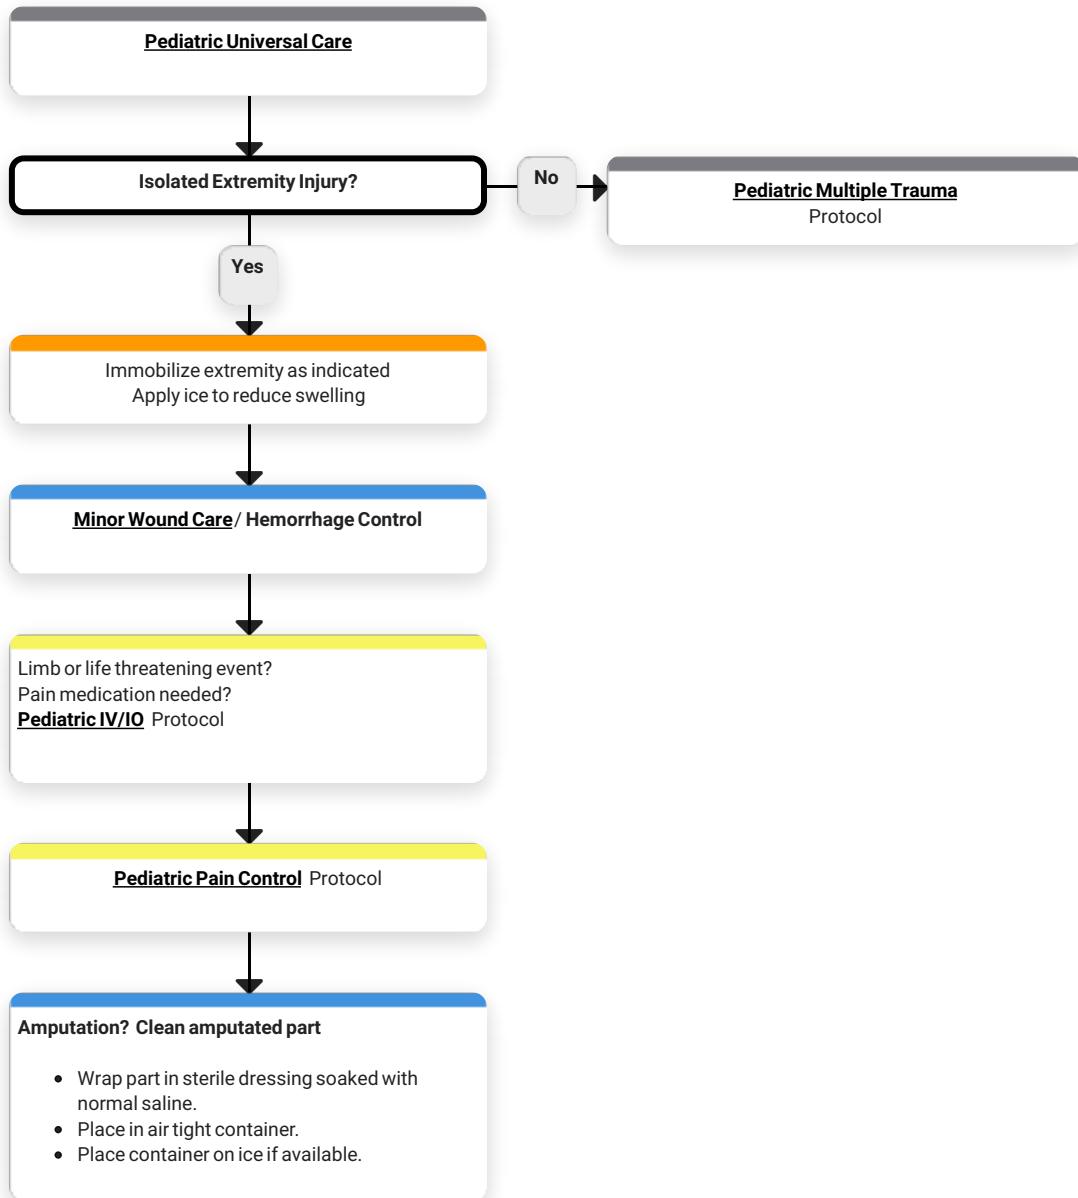 Pediatric Universal Care
Isolated Extremity Injury?
No
Pediatric Multiple Trauma
Protocol
Yes
Immobilize extremity as indicated
Apply ice to reduce swelling
Minor Wound Care / Hemorrhage Control
Limb or life threatening event?
Pain medication needed?
Pediatric IV/IO Protocol
Pediatric Pain Control Protocol
Amputation? Clean amputated part
• Wrap part in sterile dressing soaked with
normal saline.
• Place in air tight container.
• Place container on ice if available.